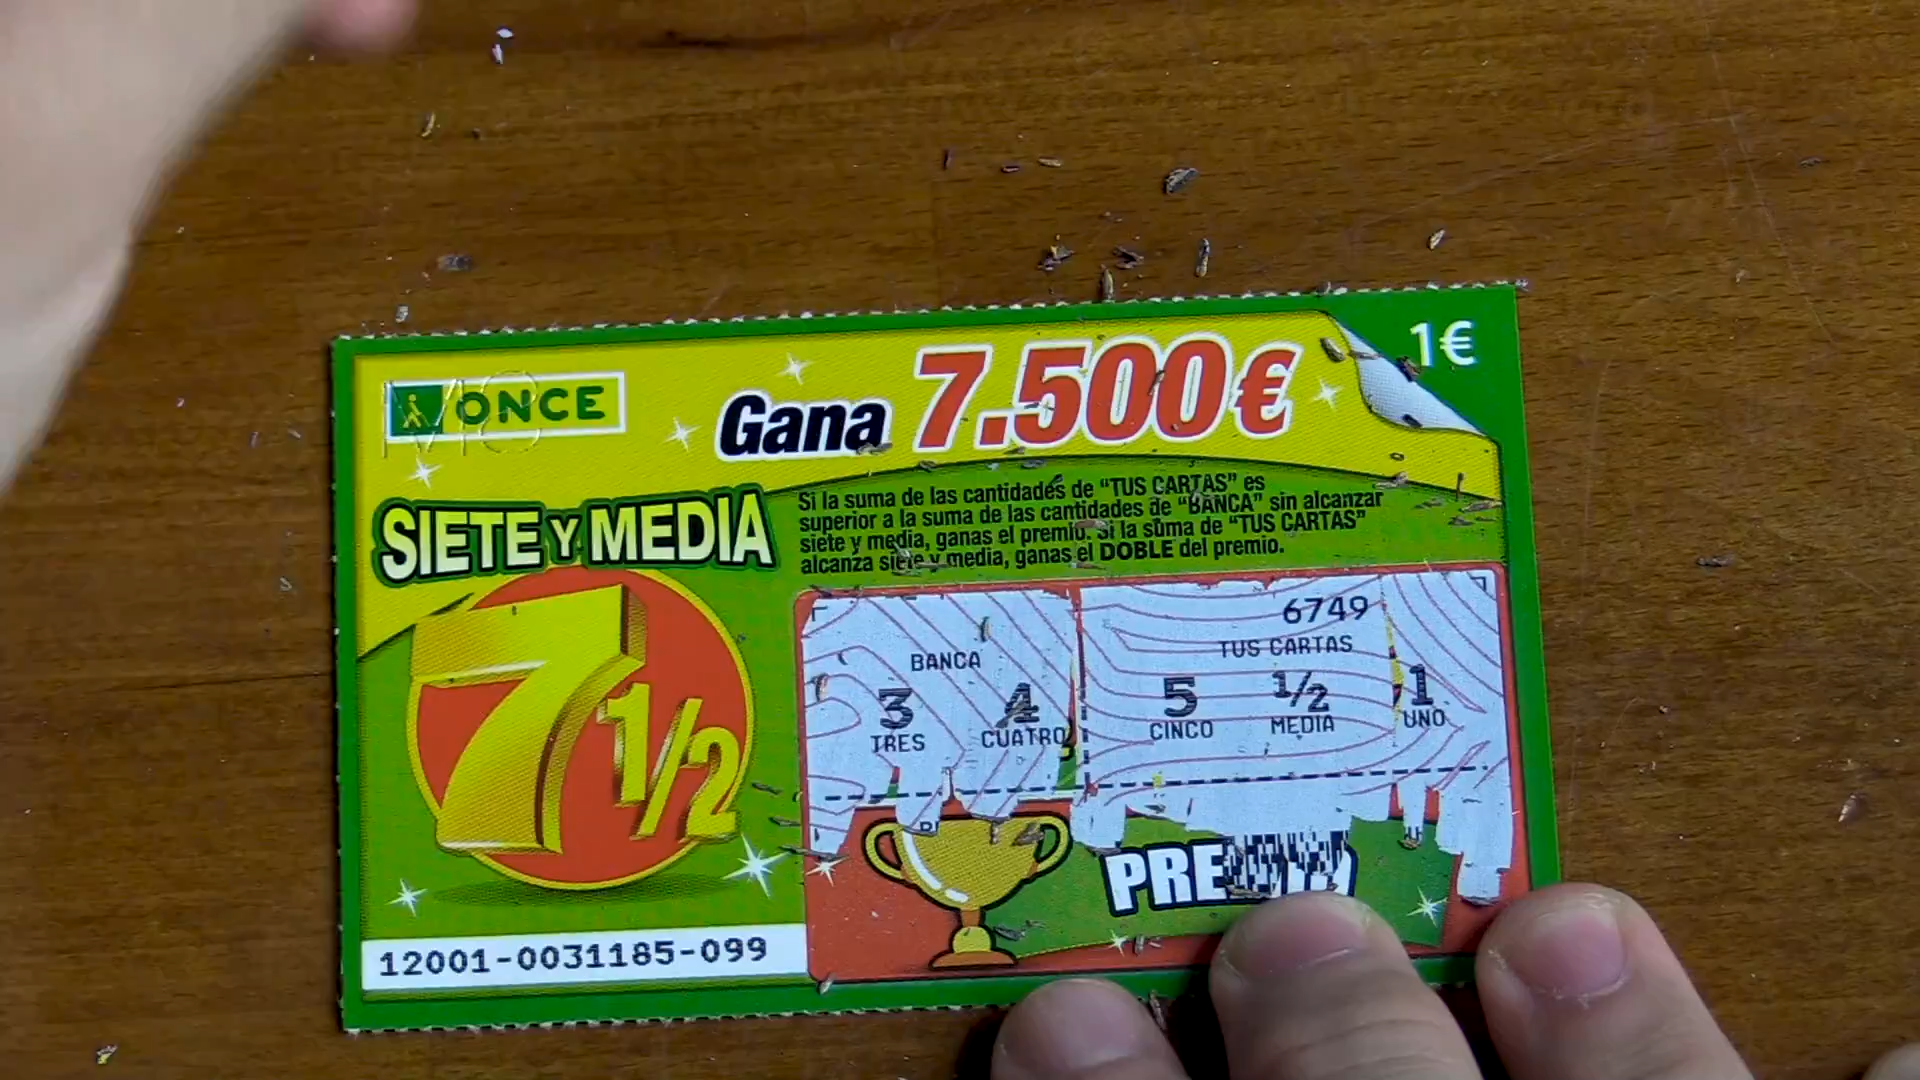 1€
ONCE
Gana 7.500€
SIETE Y MEDIA
Si la suma de las cantidades de “TUS CARTAS” es
superior a la suma de las cantidades de “BANCA” sin alcanzar
siete y media, ganas el premio. Si la suma de “TUS CARTAS”
alcanza siete y media, ganas el DOBLE del premio.
7 1/2
6749
BANCA
TUS CARTAS
3 4 5 1/2 1
TRES CUATRO CINCO MEDIA UNO
12001-0031185-099